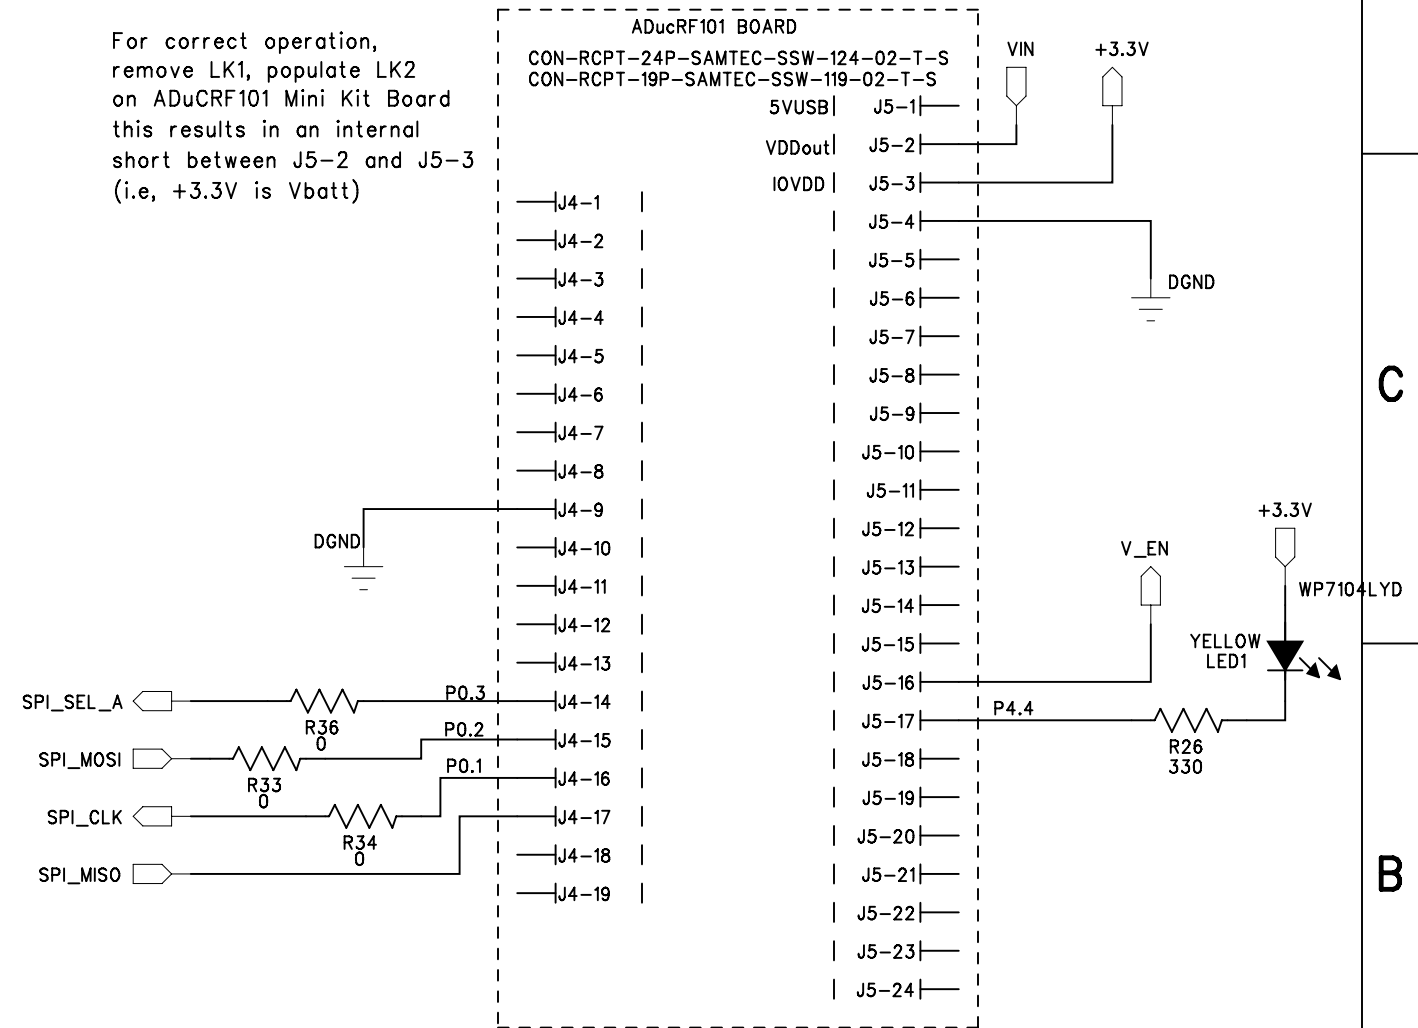 For correct operation,
remove LK1, populate LK2
on ADuCRF101 Mini Kit Board
this results in an internal
short between J5-2 and J5-3
(i.e, +3.3V is Vbatt)
ADucRF101 BOARD
CON-RCPT-24P-SAMTEC-SSW-124-02-T-S
CON-RCPT-19P-SAMTEC-SSW-119-02-T-S
VIN
+3.3V
5VUSB
VDDout
IOVDD
J5-1
J5-2
J5-3
J5-4
J5-5
J5-6
J5-7
J5-8
J5-9
J5-10
J5-11
J5-12
J5-13
J5-14
J5-15
J5-16
J5-17
J5-18
J5-19
J5-20
J5-21
J5-22
J5-23
J5-24
J4-1
J4-2
J4-3
J4-4
J4-5
J4-6
J4-7
J4-8
J4-9
J4-10
J4-11
J4-12
J4-13
J4-14
J4-15
J4-16
J4-17
J4-18
J4-19
DGND
DGND
SPI_SEL_A
R36
0
P0.3
SPI_MOSI
R33
0
P0.2
SPI_CLK
R34
0
P0.1
SPI_MISO
V_EN
+3.3V
WP7104LYD
YELLOW
LED1
P4.4
R26
330
C
B